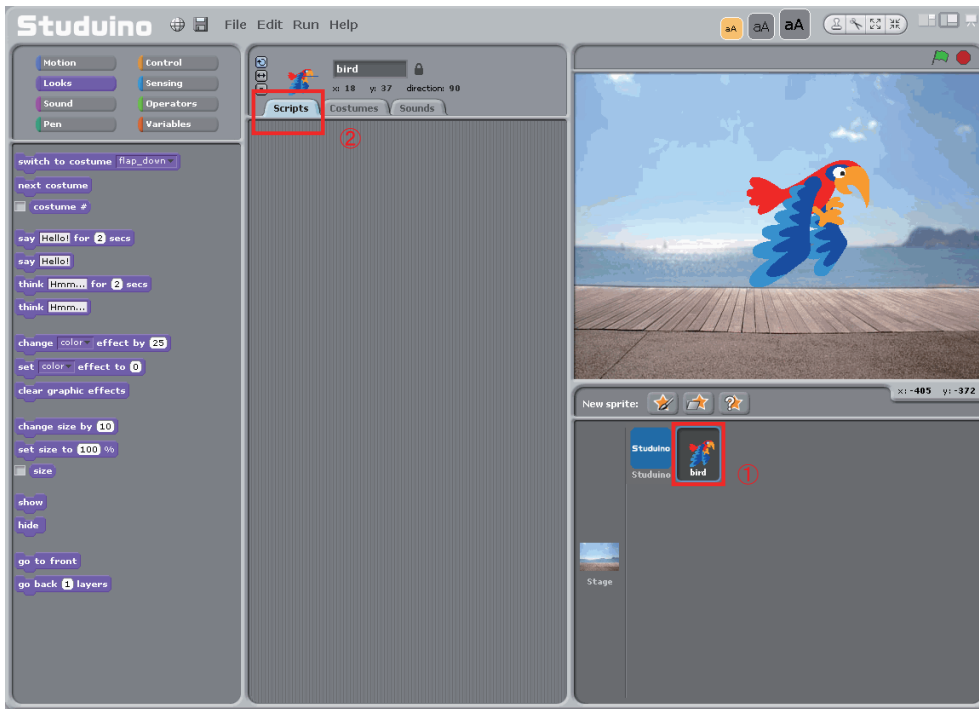 Studuino File Edit Run Help aA aA aA
Motion Control
Looks Sensing
Sound Operators
Pen Variables
switch to costume flap_down
next costume
costume #
say Hello! for 2 secs
say Hello!
think Hmm... for 2 secs
think Hmm...
change color effect by 25
set color effect to 0
clear graphic effects
change size by 10
set size to 100 %
size
show
hide
go to front
go back 1 layers
bird
x: 18 y: 37 direction: 90
Scripts Costumes Sounds
②
x: -405 y: -372
New sprite:
Studuino
Studuino bird
①
Stage